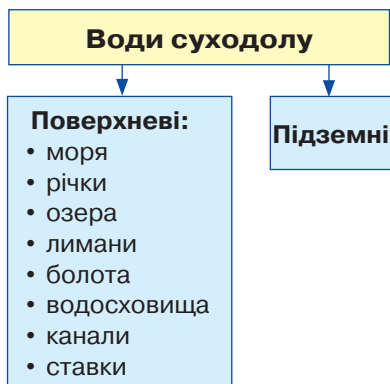 Води суходолу
Поверхневі:
• моря
• річки
• озера
• лимани
• болота
• водосховища
• канали
• ставки
Підземні